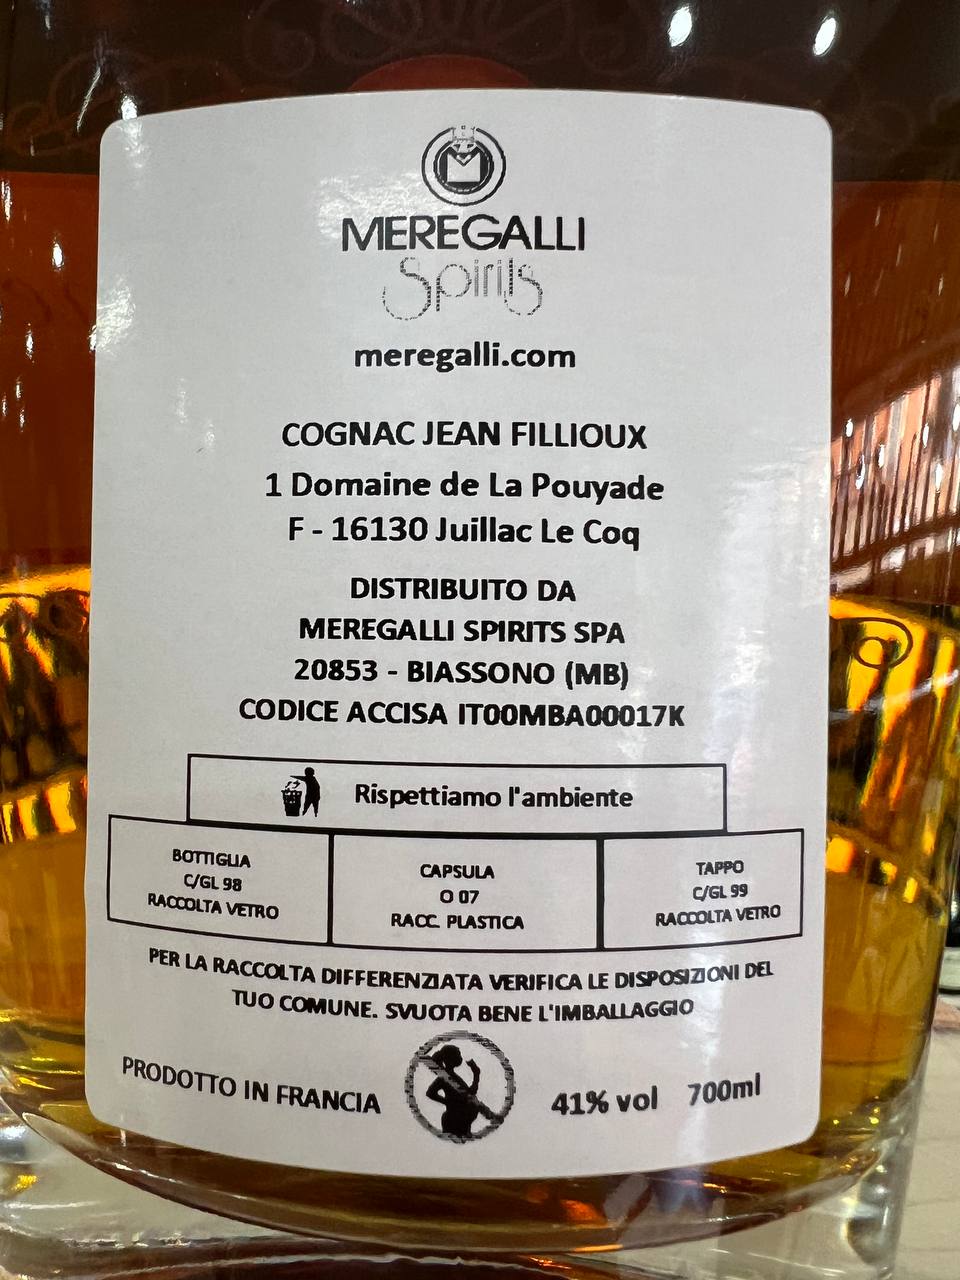 MEREGALLI
Spirits
meregalli.com
COGNAC JEAN FILLIOUX
1 Domaine de La Pouyade
F - 16130 Juillac Le Coq
DISTRIBUITO DA
MEREGALLI SPIRITS SPA
20853 - BIASSONO (MB)
CODICE ACCISA IT00MBA00017K
Rispettiamo l'ambiente
BOTTIGLIA
C/GL 98
RACCOLTA VETRO
CAPSULA
O 07
RACC. PLASTICA
TAPPO
C/GL 99
RACCOLTA VETRO
PER LA RACCOLTA DIFFERENZIATA VERIFICA LE DISPOSIZIONI DEL
TUO COMUNE. SVUOTA BENE L'IMBALLAGGIO
PRODOTTO IN FRANCIA
41% vol 700ml